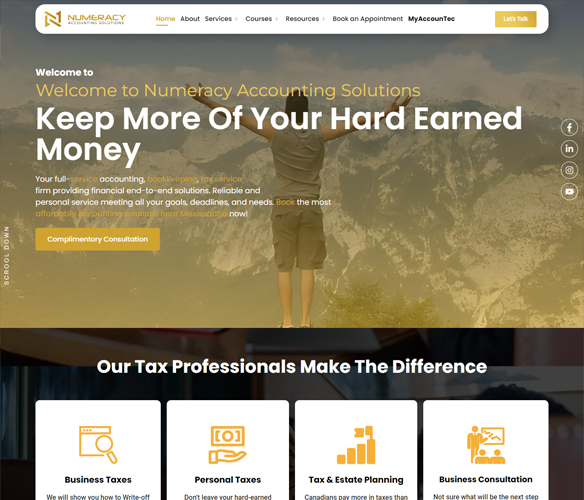 NUMERACY
ACCOUNTING SOLUTIONS
Home About Services + Courses + Resources + Book an Appointment MyAccounTec
Let's Talk
Welcome to
Welcome to Numeracy Accounting Solutions
Keep More Of Your Hard Earned
Money
Your full-service accounting, bookkeeping, tax service
firm providing financial end-to-end solutions. Reliable and
personal service meeting all your goals, deadlines, and needs. Book the most
affordable accounting solutions near Mississauga now!
Complimentory Consultation
SCROOL DOWN
Our Tax Professionals Make The Difference
Business Taxes
We will show you how to Write-off
Personal Taxes
Don't leave your hard-earned
Tax & Estate Planning
Canadians pay more in taxes than
Business Consultation
Not sure what will be the next step